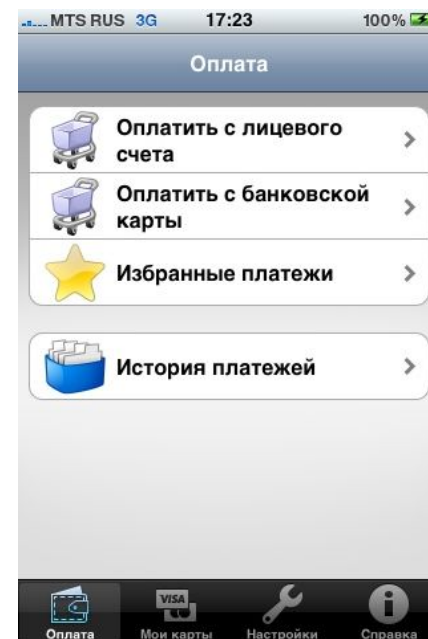 MTS RUS 3G 17:23 100%
Оплата
Оплатить с лицевого
счета
Оплатить с банковской
карты
Избранные платежи
История платежей
VISA
Оплата Мои карты Настройки Справка